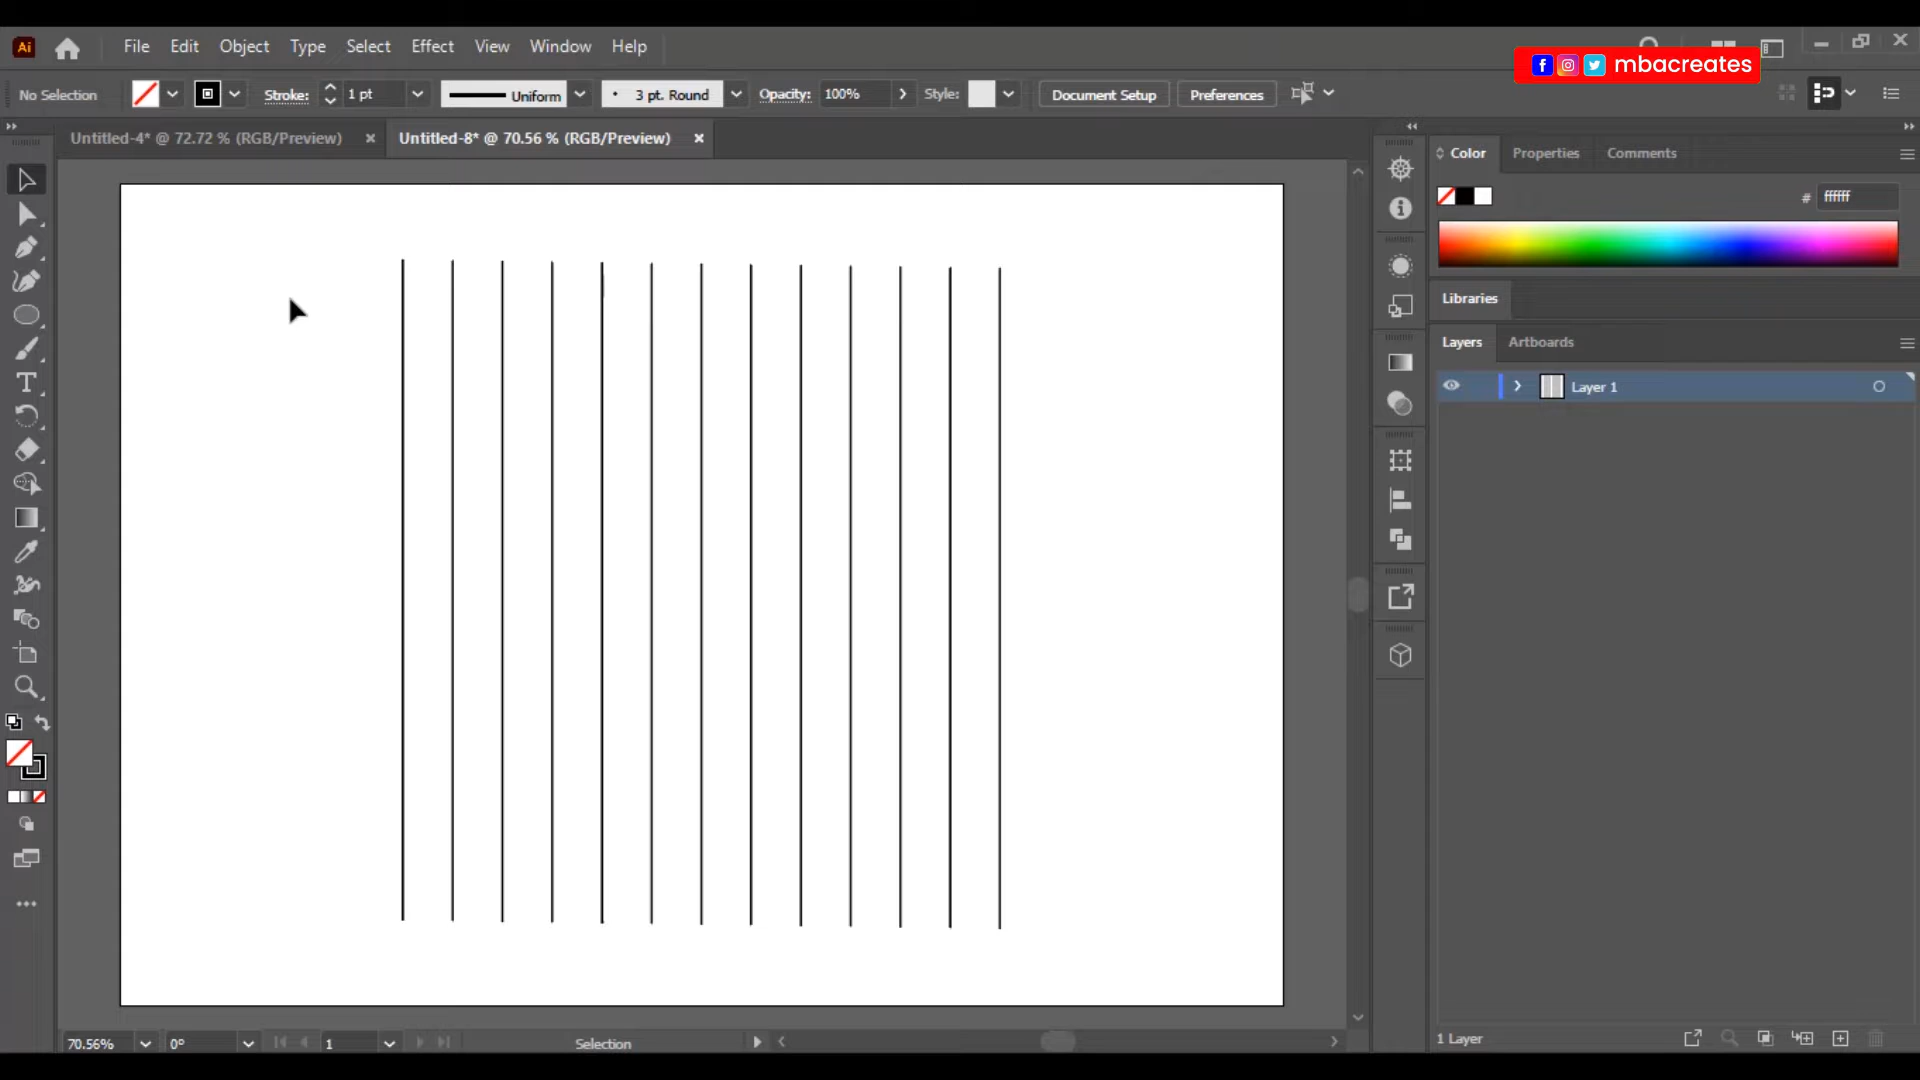 Ai File Edit Object Type Select Effect View Window Help
mbacreates
No Selection Stroke: 1 pt Uniform 3 pt. Round Opacity: 100% Style: Document Setup Preferences
Untitled-4* @ 72.72 % (RGB/Preview) Untitled-8* @ 70.56 % (RGB/Preview)
Color Properties Comments
# ffffff
Libraries
Layers Artboards
Layer 1
70.56% 0° 1 Selection
1 Layer